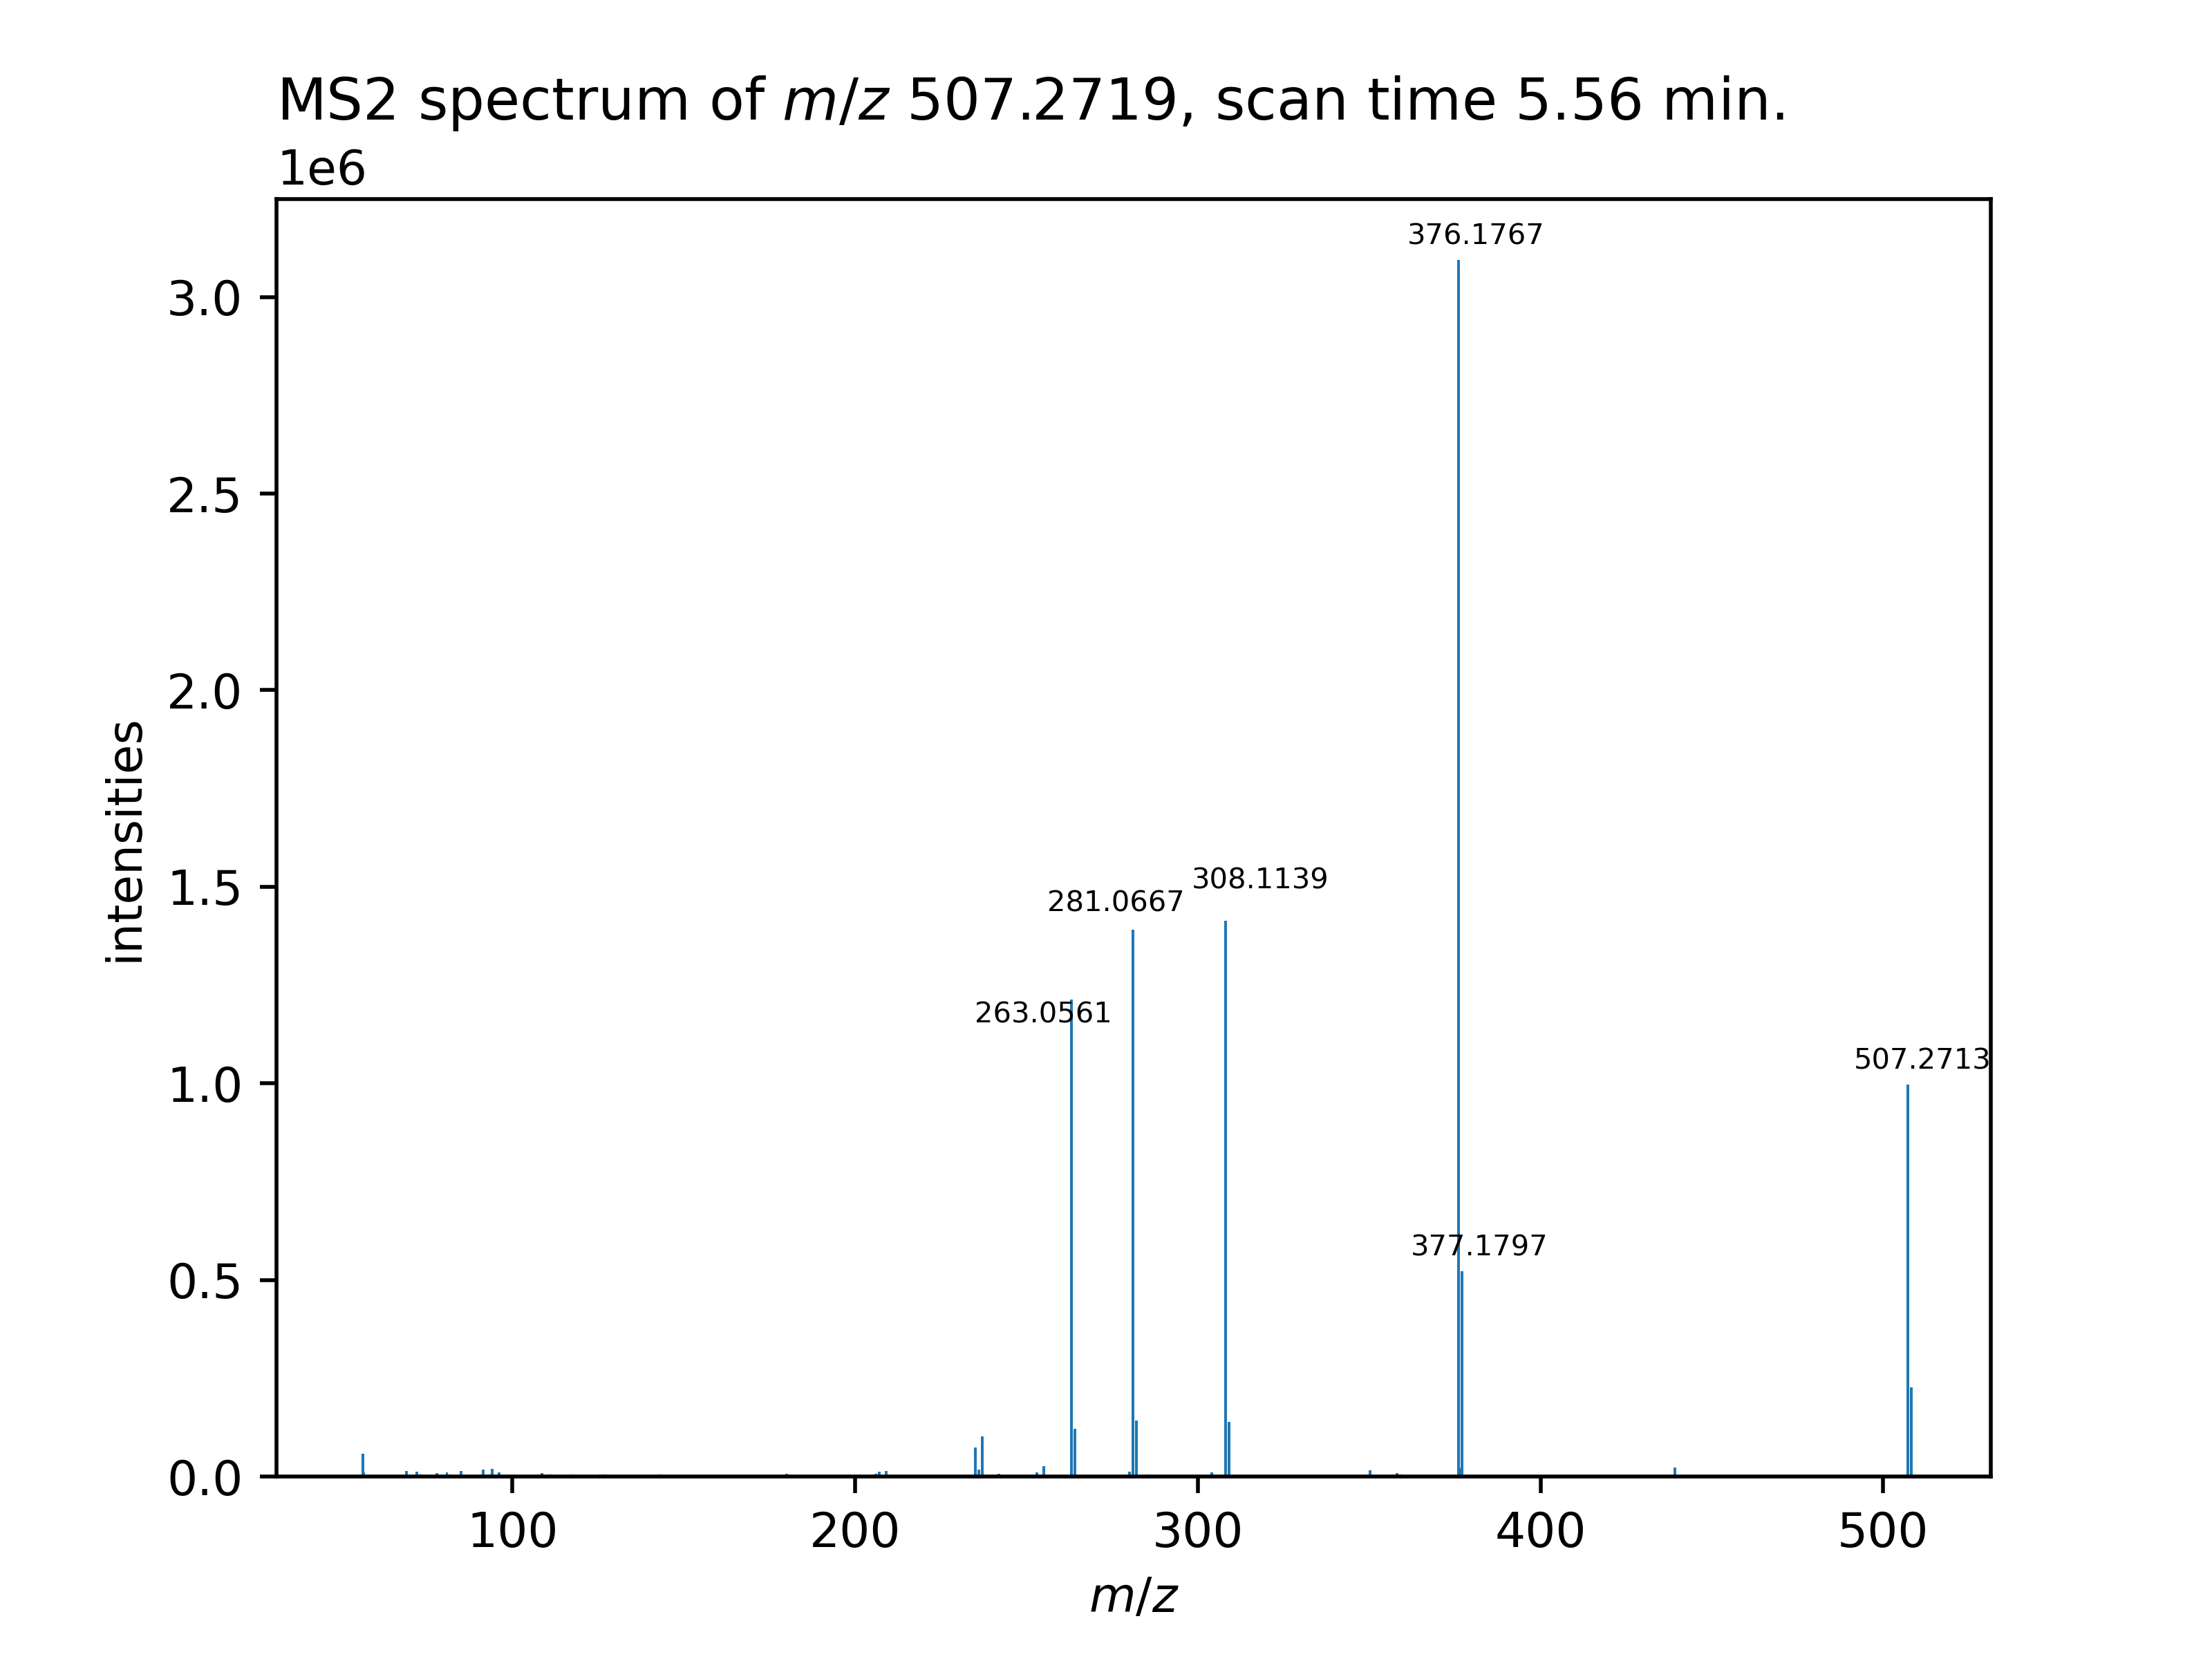 MS2 spectrum of m/z 507.2719, scan time 5.56 min.
1e6
376.1767
3.0
2.5
2.0
308.1139
281.0667
1.5
263.0561
507.2713
1.0
377.1797
0.5
0.0
intensities
100 200 300 400 500
m/z